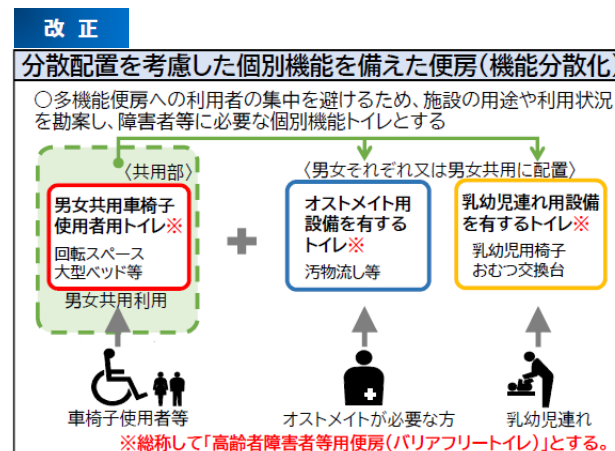 改 正
分散配置を考慮した個別機能を備えた便房(機能分散化)
○多機能便房への利用者の集中を避けるため、施設の用途や利用状況
を勘案し、障害者等に必要な個別機能トイレとする
〈共用部〉
〈男女それぞれ又は男女共用に配置〉
男女共用車椅子
使用者用トイレ※
回転スペース
大型ベッド等
男女共用利用
オストメイト用
設備を有する
トイレ※
汚物流し等
乳幼児連れ用設備
を有するトイレ※
乳幼児用椅子
おむつ交換台
車椅子使用者等
オストメイトが必要な方
乳幼児連れ
※総称して「高齢者障害者等用便房(バリアフリートイレ)」とする。